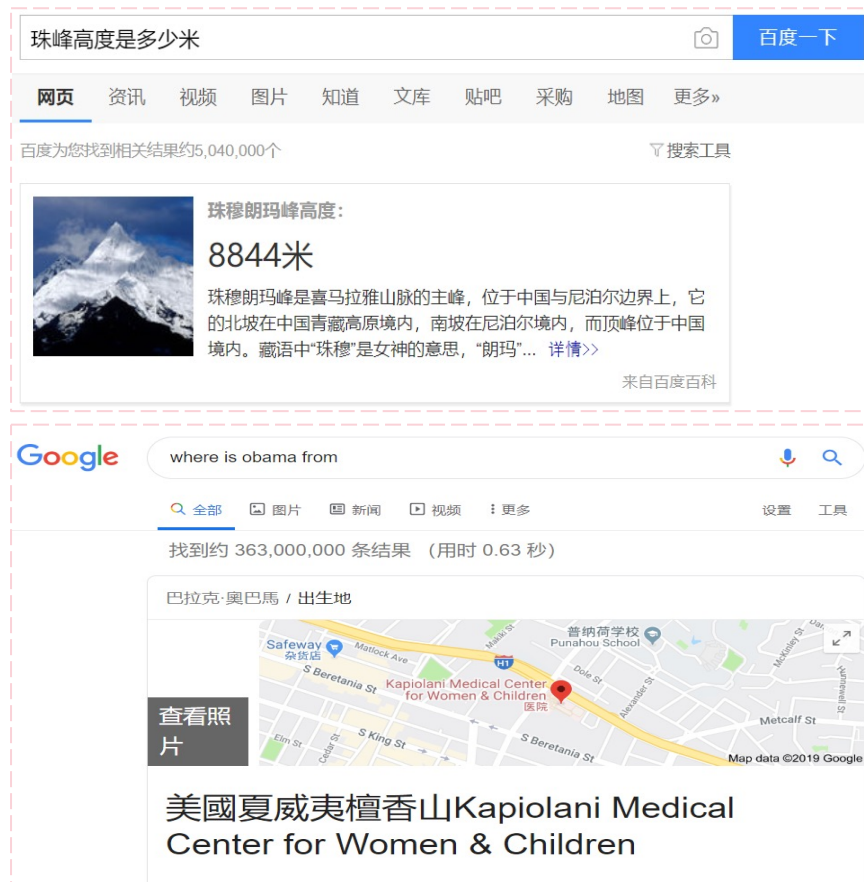 珠峰高度是多少米
百度一下
网页 资讯 视频 图片 知道 文库 贴吧 采购 地图 更多»
百度为您找到相关结果约5,040,000个
搜索工具
珠穆朗玛峰高度：
8844米
珠穆朗玛峰是喜马拉雅山脉的主峰，位于中国与尼泊尔边界上，它
的北坡在中国青藏高原境内，南坡在尼泊尔境内，而顶峰位于中国
境内。藏语中“珠穆”是女神的意思，“朗玛”... 详情>>
来自百度百科
Google
where is obama from
全部 图片 新闻 视频 更多 设置 工具
找到约 363,000,000 条结果 （用时 0.63 秒）
巴拉克·奧巴馬 / 出生地
Safeway
杂货店
Matlock Ave
Makiki St
普纳荷学校
Punahou School
H1
Dole St
McKinley St
Hunnewell St
S Beretania St
Kapiolani Medical Center
for Women & Children
医院
Alexander St
查看照
片
Metcalf St
Elm St
Cedar St
S King St
S Beretania St
Map data ©2019 Google
美國夏威夷檀香山Kapiolani Medical
Center for Women & Children